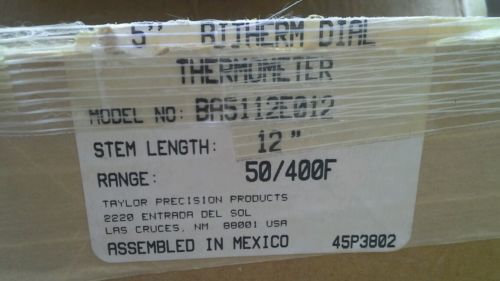 5" BITHERM DIAL
THERMOMETER
MODEL NO: BA5112E012
STEM LENGTH: 12"
RANGE: 50/400F
TAYLOR PRECISION PRODUCTS
2220 ENTRADA DEL SOL
LAS CRUCES, NM 88001 USA
ASSEMBLED IN MEXICO 45P3802